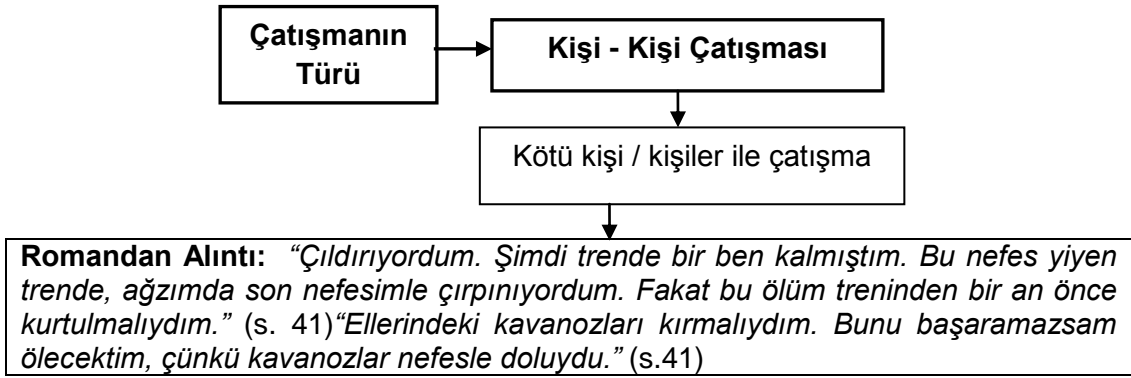 Çatışmanın
Türü
Kişi - Kişi Çatışması
Kötü kişi / kişiler ile çatışma
Romandan Alıntı: “Çıldırıyordum. Şimdi trende bir ben kalmıştım. Bu nefes yiyen
trende, ağzımda son nefesimle çırpınıyordum. Fakat bu ölüm treninden bir an önce
kurtulmalıydım.” (s. 41)“Ellerindeki kavanozları kırmalıydım. Bunu başaramazsam
ölecektim, çünkü kavanozlar nefesle doluydu.” (s.41)